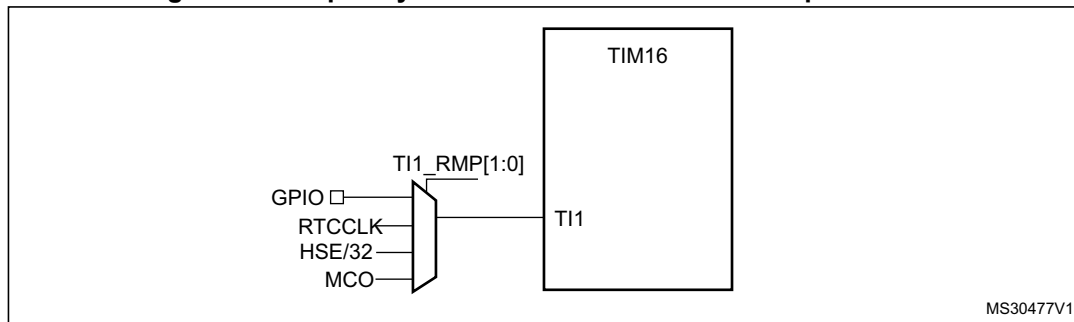 TIM16
TI1_RMP[1:0]
GPIO
RTCCLK
TI1
HSE/32
MCO
MS30477V1